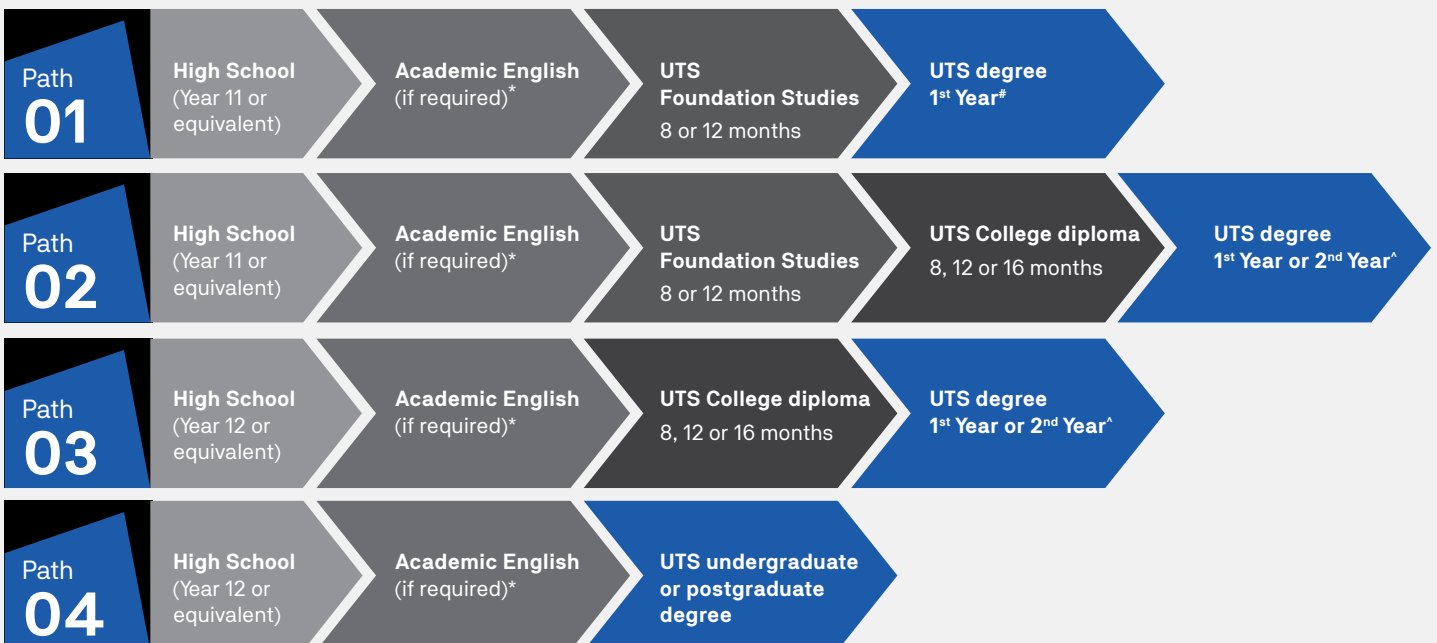 Path
01
High School
(Year 11 or
equivalent)
Academic English
(if required)*
UTS
Foundation Studies
8 or 12 months
UTS degree
1st Year#
Path
02
High School
(Year 11 or
equivalent)
Academic English
(if required)*
UTS
Foundation Studies
8 or 12 months
UTS College diploma
8, 12 or 16 months
UTS degree
1st Year or 2nd Year^
Path
03
High School
(Year 12 or
equivalent)
Academic English
(if required)*
UTS College diploma
8, 12 or 16 months
UTS degree
1st Year or 2nd Year^
Path
04
High School
(Year 12 or
equivalent)
Academic English
(if required)*
UTS undergraduate
or postgraduate
degree